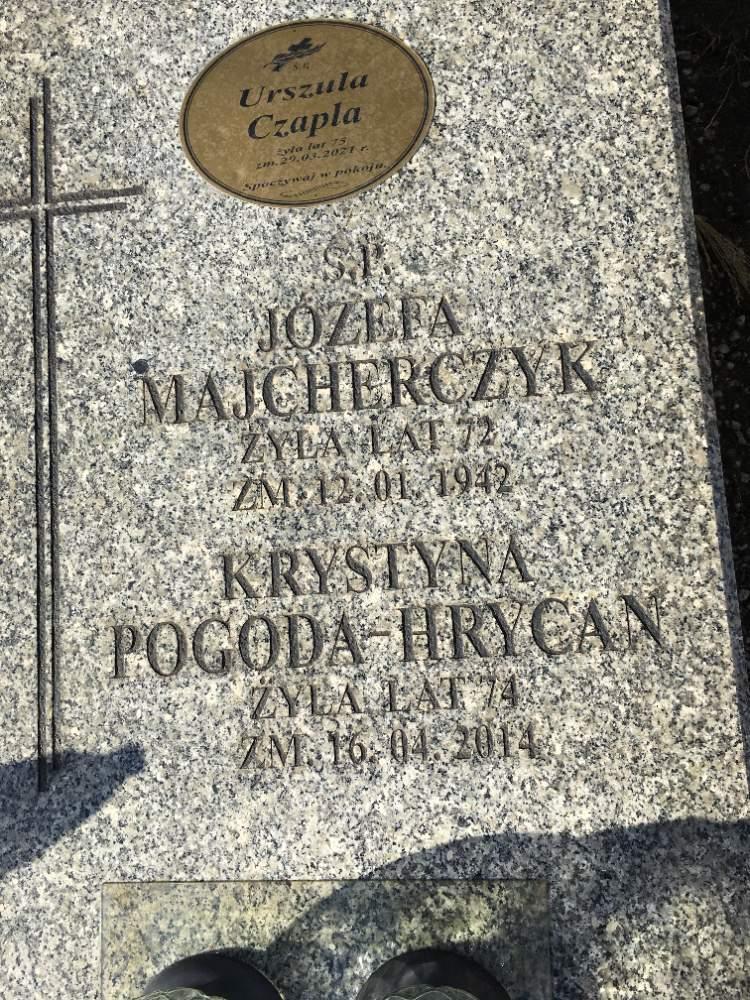 Ś.P.
Urszula
Czapla
żyła lat 75
zm. 29.03.2021 r.
Spoczywaj w pokoju
Ś.P.
JÓZEFA
MAJCHERCZYK
ŻYŁA LAT 72
ZM. 12. 01. 1942
KRYSTYNA
POGODA-HRYCAN
ŻYŁA LAT 74
ZM. 16. 04. 2014